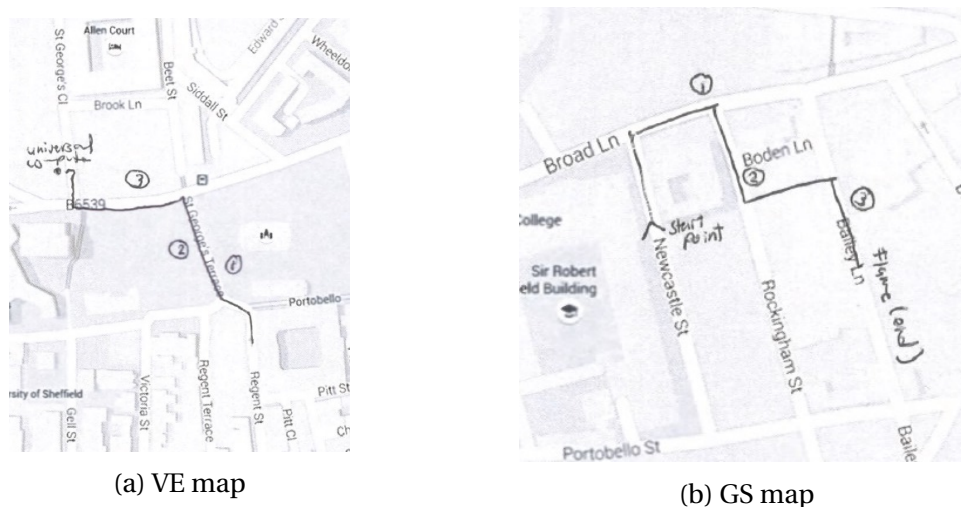 Allen Court
St George's Cl
Beet St
Edward
Wheeldo
Siddall St
Brook Ln
universal
computer
3
B6539
St George's Terrace
2
1
Portobello
rsity of Sheffield
Gell St
Victoria St
Regent Terrace
Regent St
Pitt St
Pitt Cl
Ch
(a) VE map
1
Broad Ln
Boden Ln
2
3
College
start
point
Newcastle St
Bailey Ln
Flame (end)
Sir Robert
eld Building
Rockingham St
Portobello St
Baile
(b) GS map